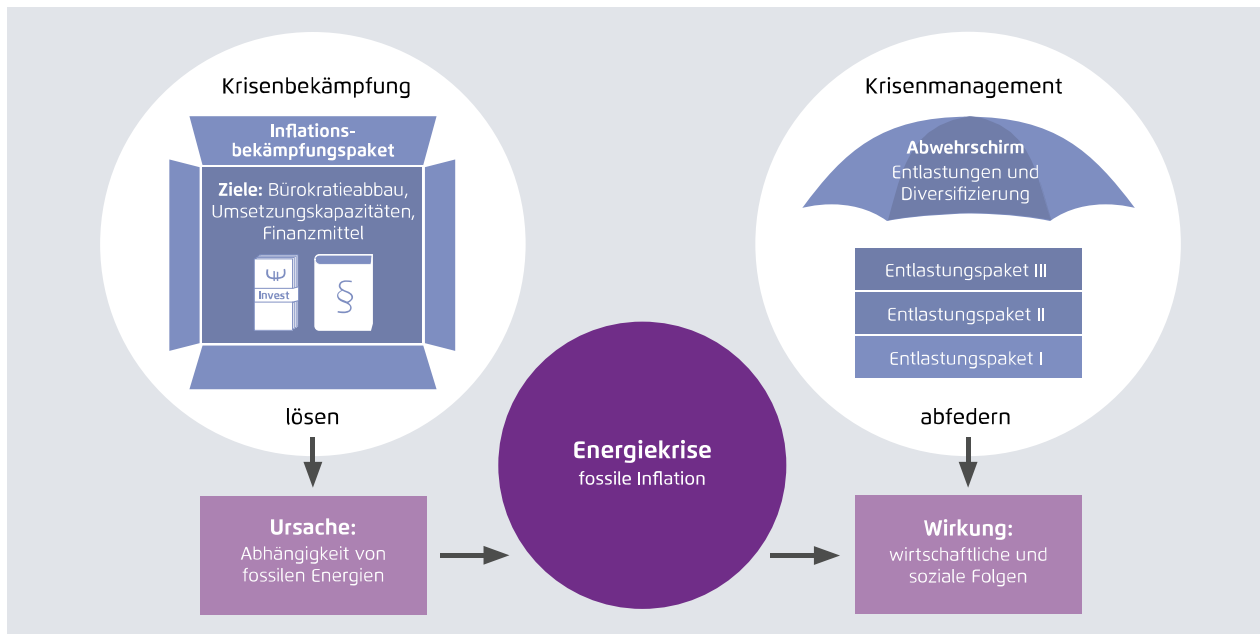 Krisenbekämpfung
Inflations-
bekämpfungspaket
Ziele: Bürokratieabbau,
Umsetzungskapazitäten,
Finanzmittel
Invest
§
lösen
Ursache:
Abhängigkeit von
fossilen Energien
Energiekrise
fossile Inflation
Krisenmanagement
Abwehrschirm
Entlastungen und
Diversifizierung
Entlastungspaket III
Entlastungspaket II
Entlastungspaket I
abfedern
Wirkung:
wirtschaftliche und
soziale Folgen